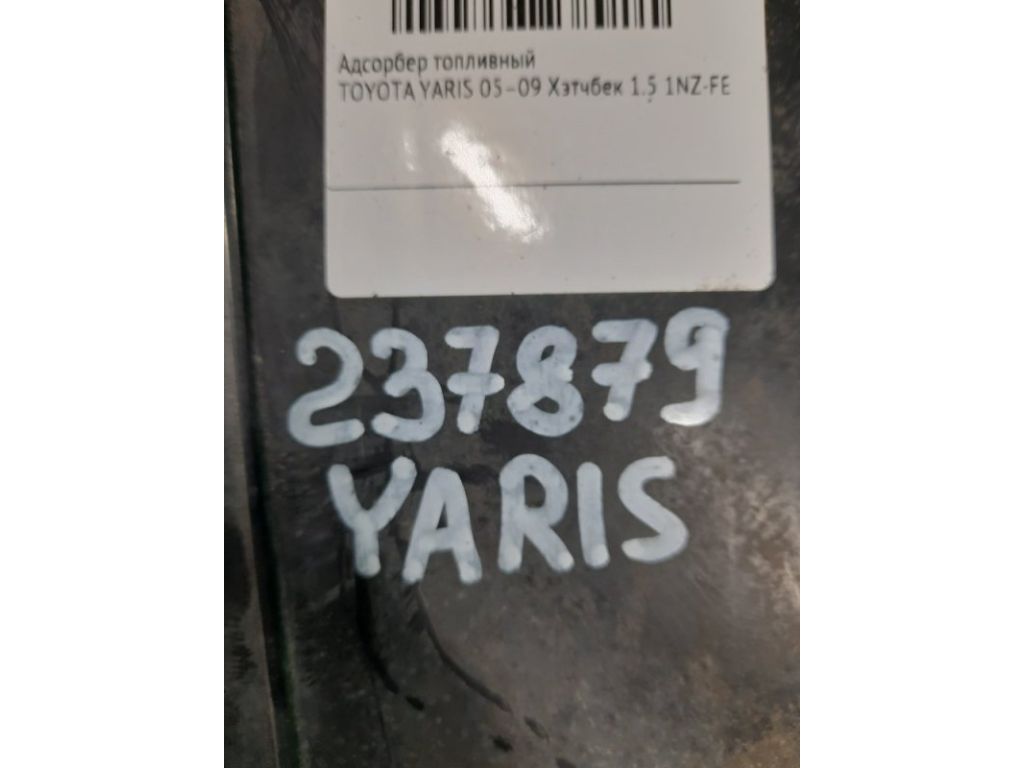 Адсорбер топливный
TOYOTA YARIS 05-09 Хэтчбек 1.5 1NZ-FE
237879
YARIS